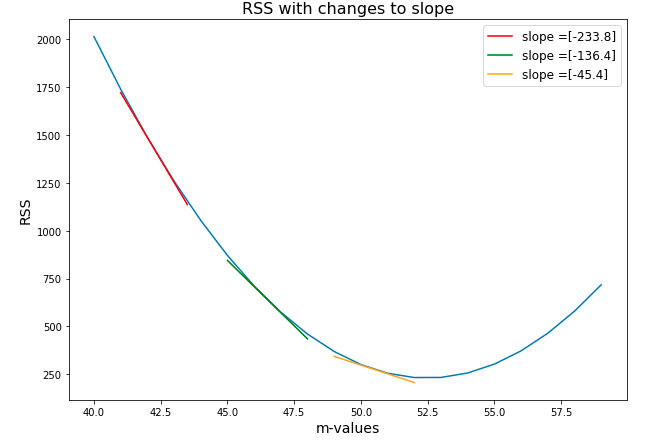 RSS with changes to slope
slope =[-233.8]
slope =[-136.4]
slope =[-45.4]
RSS
2000
1750
1500
1250
1000
750
500
250
40.0 42.5 45.0 47.5 50.0 52.5 55.0 57.5
m-values